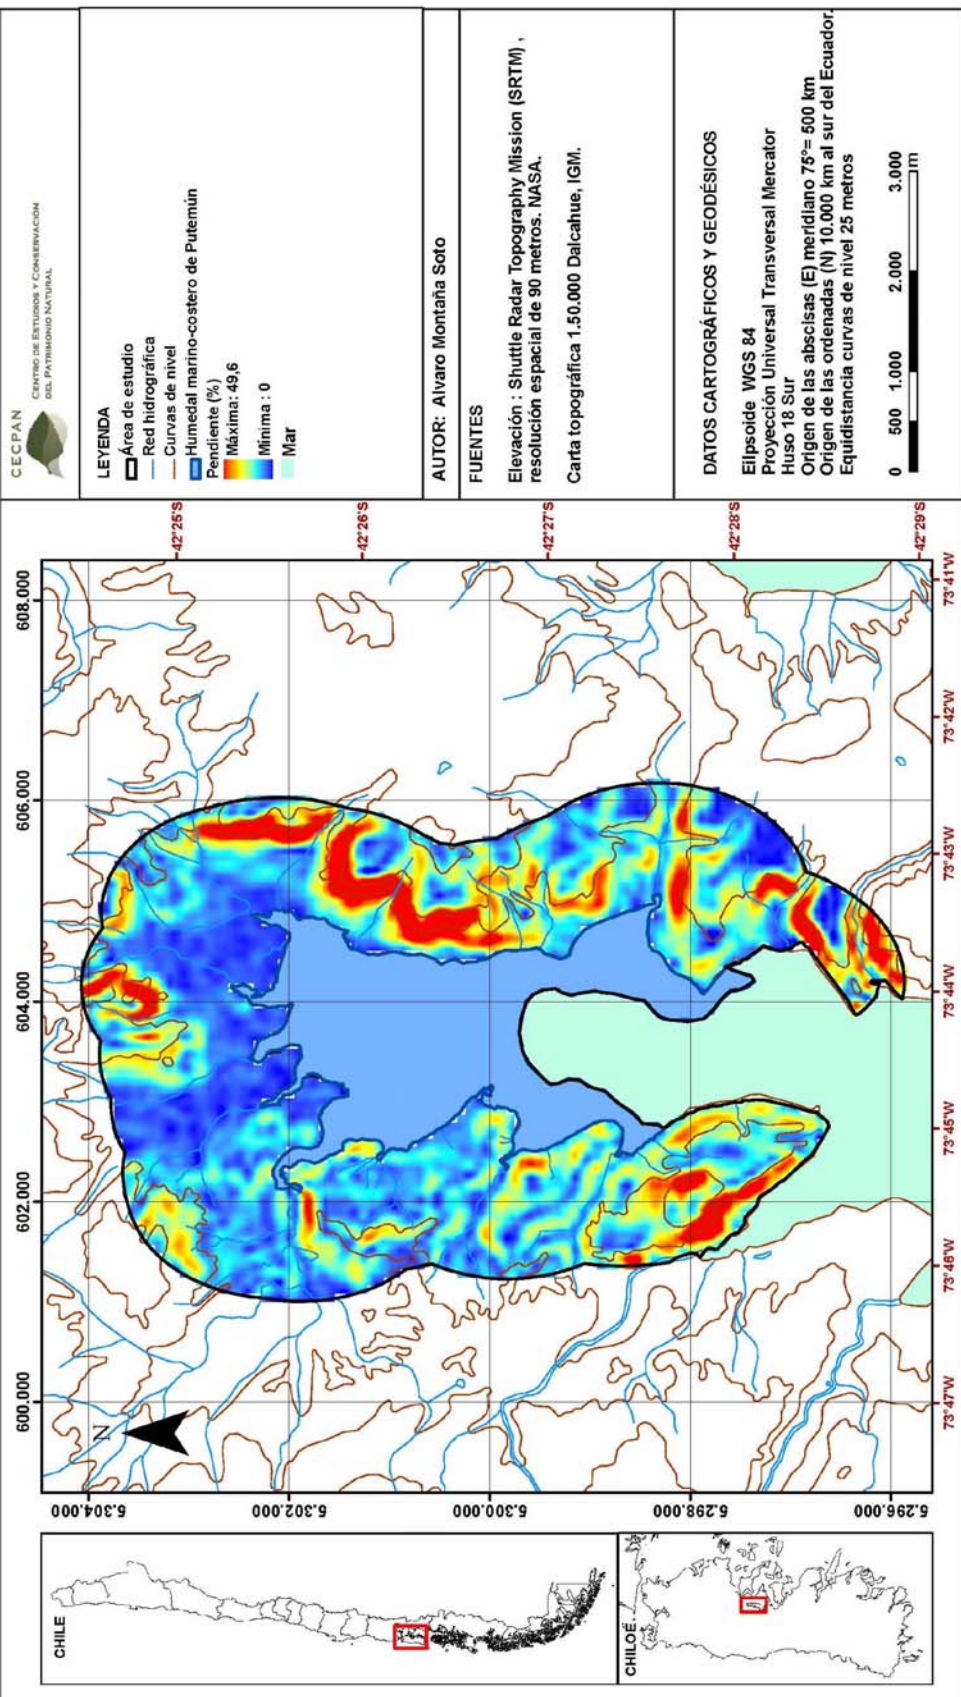 CECPAN
CENTRO DE ESTUDIOS Y CONSERVACIÓN
DEL PATRIMONIO NATURAL
LEYENDA
Área de estudio
Red hidrográfica
Curvas de nivel
Humedal marino-costero de Putemún
Pendiente (%)
Máxima: 49,6
Minima : 0
Mar
AUTOR: Alvaro Montaña Soto
FUENTES
Elevación : Shuttle Radar Topography Mission (SRTM) ,
resolución espacial de 90 metros. NASA.
Carta topográfica 1.50.000 Dalcahue, IGM.
DATOS CARTOGRÁFICOS Y GEODÉSICOS
Elipsoide WGS 84
Proyección Universal Transversal Mercator
Huso 18 Sur
Origen de las abscisas (E) meridiano 75°= 500 km
Origen de las ordenadas (N) 10.000 km al sur del Ecuador.
Equidistancia curvas de nivel 25 metros
0 500 1.000 2.000 3.000 m
600.000 602.000 604.000 606.000 608.000
5.304.000
5.302.000
5.300.000
5.298.000
5.296.000
42°25'S
42°26'S
42°27'S
42°28'S
42°29'S
73°47'W 73°46'W 73°45'W 73°44'W 73°43'W 73°42'W 73°41'W
N
CHILE
CHILOÉ